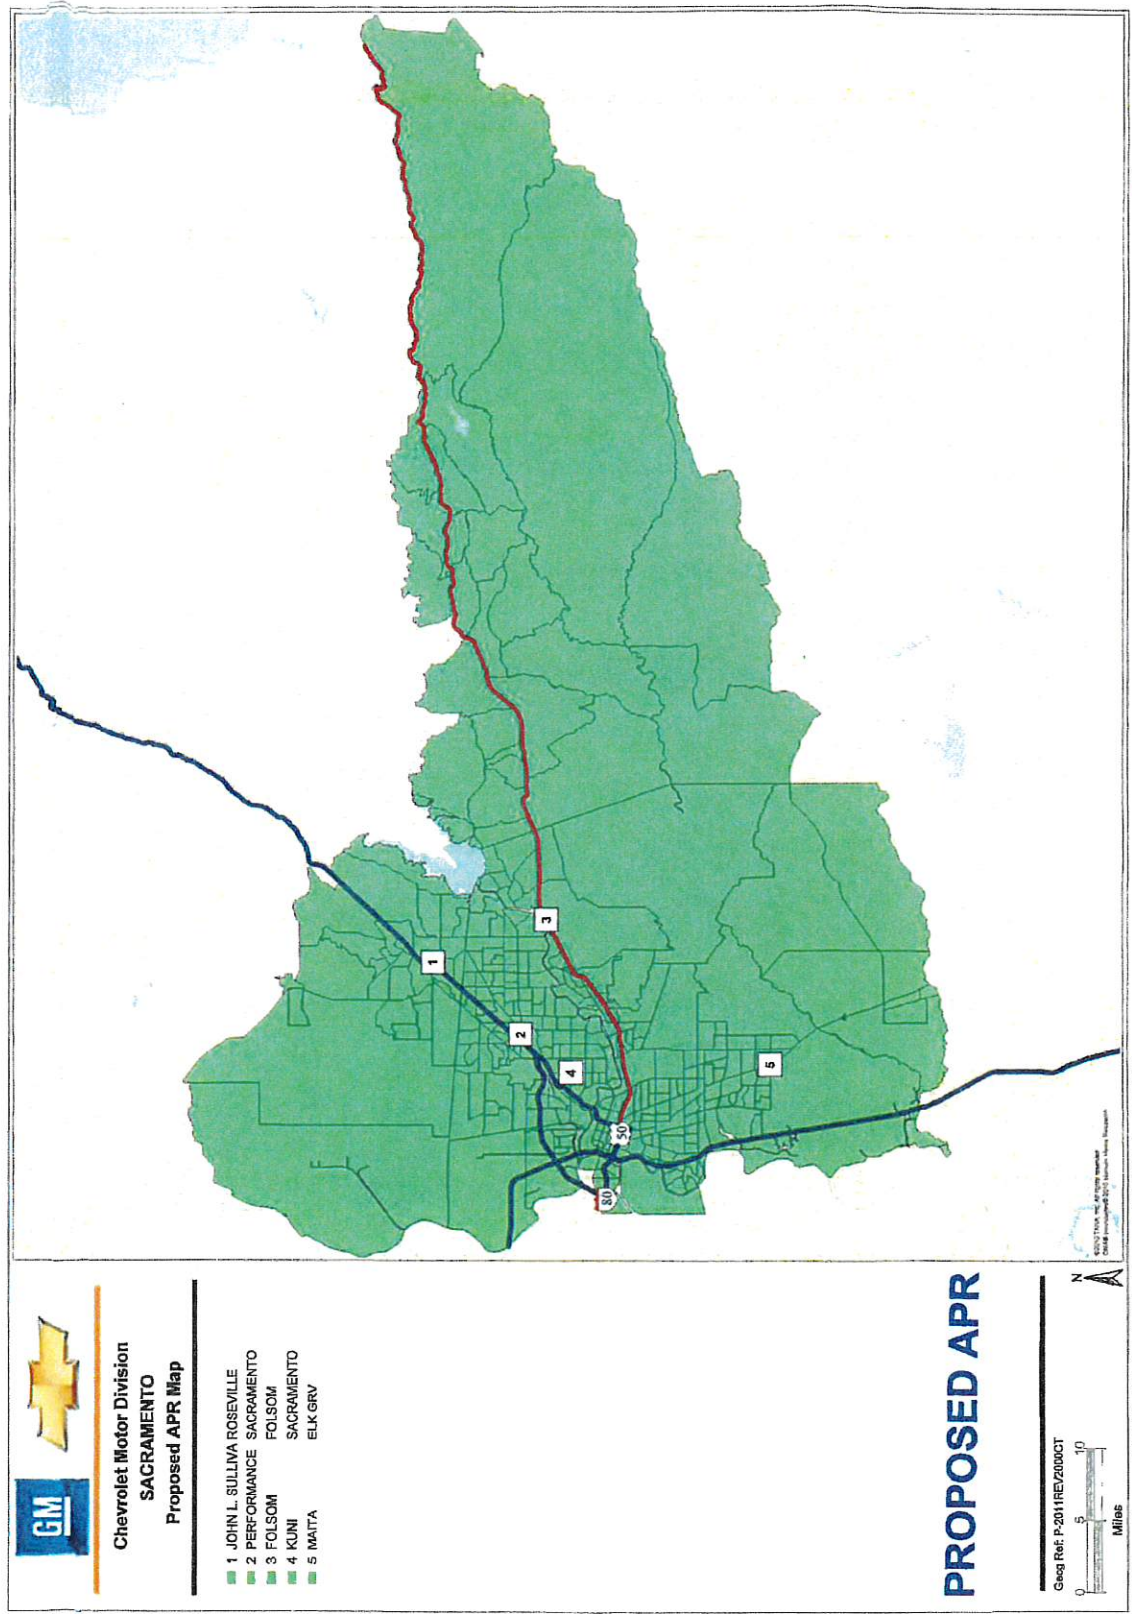 GM
Chevrolet Motor Division
SACRAMENTO
Proposed APR Map
1 JOHN L. SULLIVA ROSEVILLE
2 PERFORMANCE SACRAMENTO
3 FOLSOM FOLSOM
4 KUNI SACRAMENTO
5 MAITA ELK GRV
PROPOSED APR
Geog Ref: P-2011REV2000CT
0 5 10
Miles
N
1
2
3
4
5
50
80